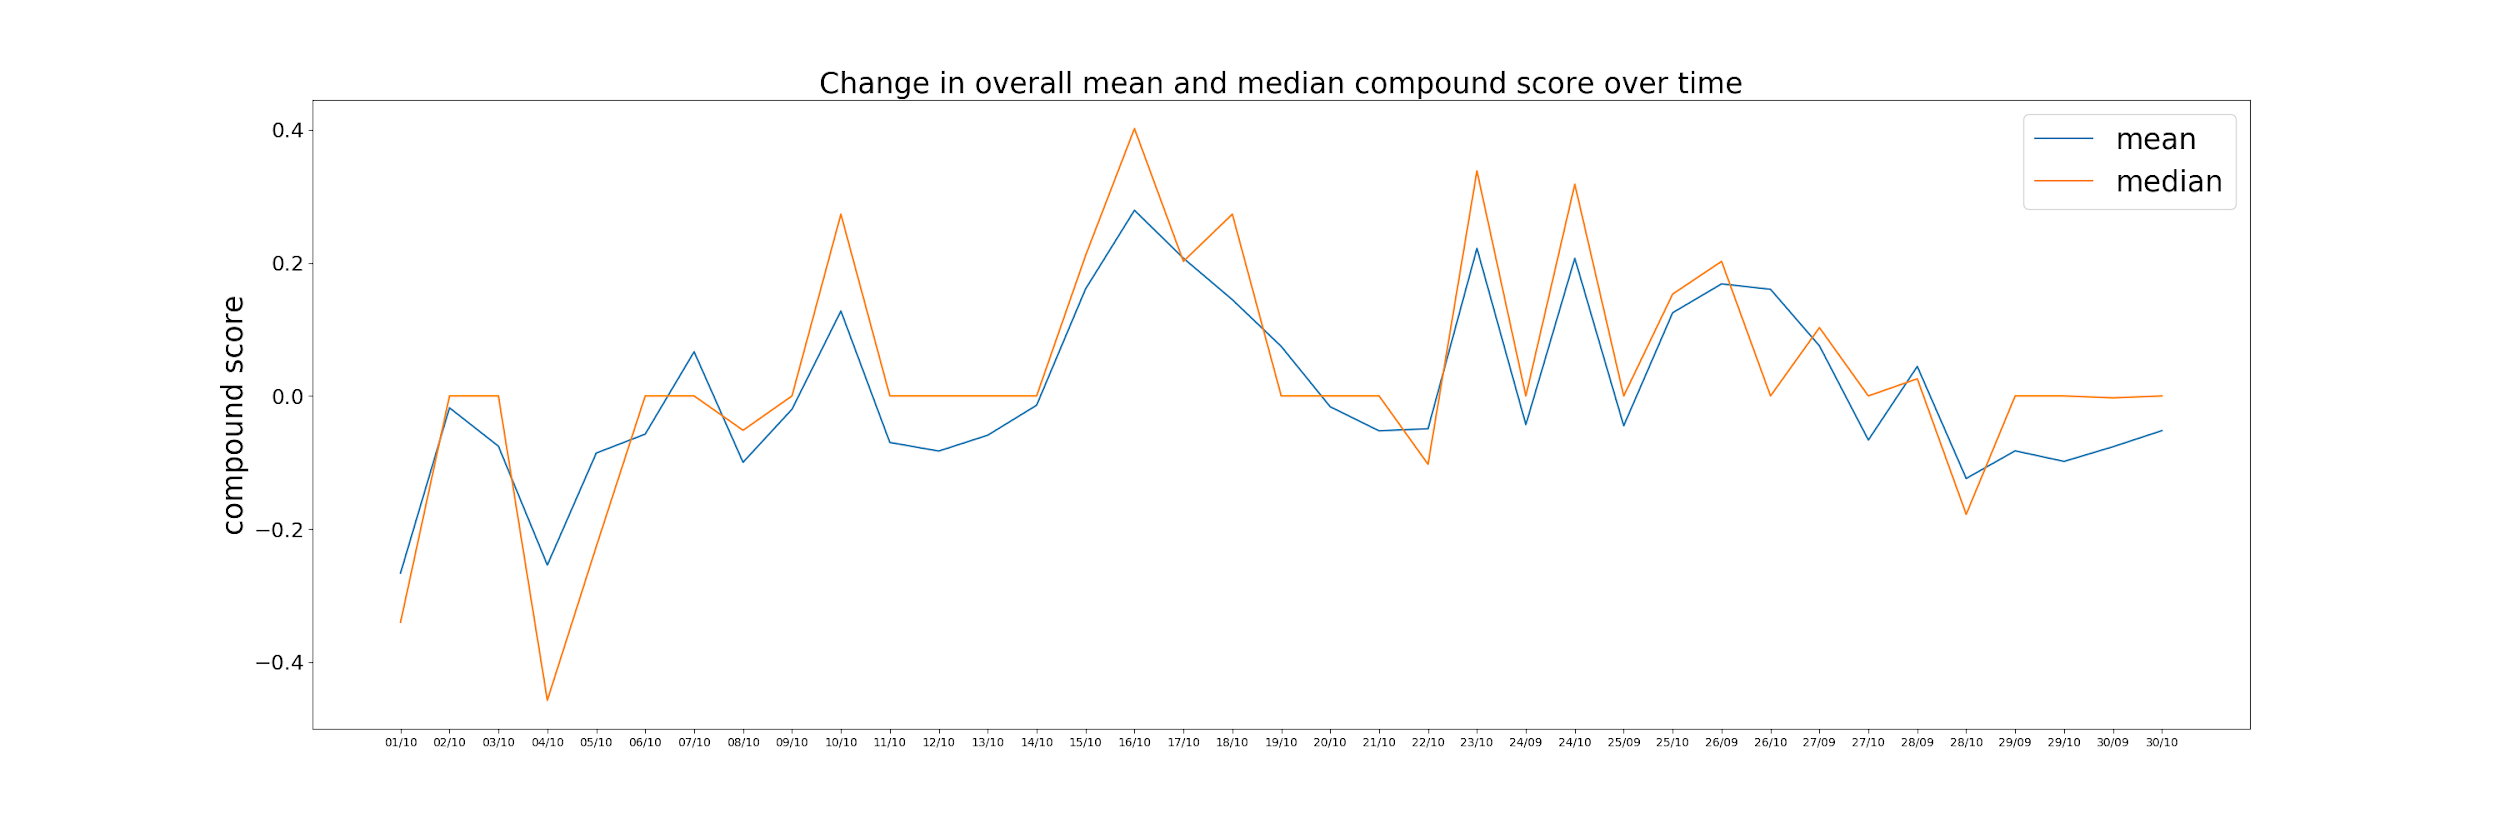 Change in overall mean and median compound score over time
mean
median
compound score
0.4
0.2
0.0
−0.2
−0.4
01/10 02/10 03/10 04/10 05/10 06/10 07/10 08/10 09/10 10/10 11/10 12/10 13/10 14/10 15/10 16/10 17/10 18/10 19/10 20/10 21/10 22/10 23/10 24/09 24/10 25/09 25/10 26/09 26/10 27/09 27/10 28/09 28/10 29/09 29/10 30/09 30/10